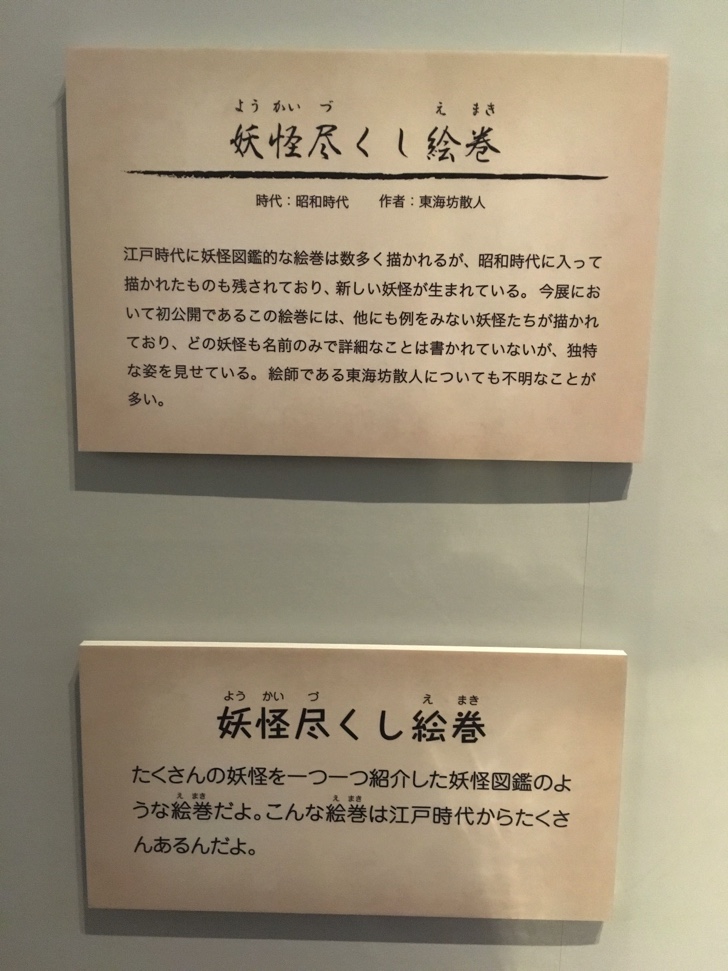 よう かい づ え まき
妖怪尽くし絵巻
時代：昭和時代　　作者：東海坊散人
江戸時代に妖怪図鑑的な絵巻は数多く描かれるが、昭和時代に入って
描かれたものも残されており、新しい妖怪が生まれている。今展にお
いて初公開であるこの絵巻には、他にも例をみない妖怪たちが描かれ
ており、どの妖怪も名前のみで詳細なことは書かれていないが、独特
な姿を見せている。絵師である東海坊散人についても不明なことが
多い。
よう かい づ え まき
妖怪尽くし絵巻
たくさんの妖怪を一つ一つ紹介した妖怪図鑑のよ
え まき え まき
うな絵巻だよ。こんな絵巻は江戸時代からたくさ
んあるんだよ。